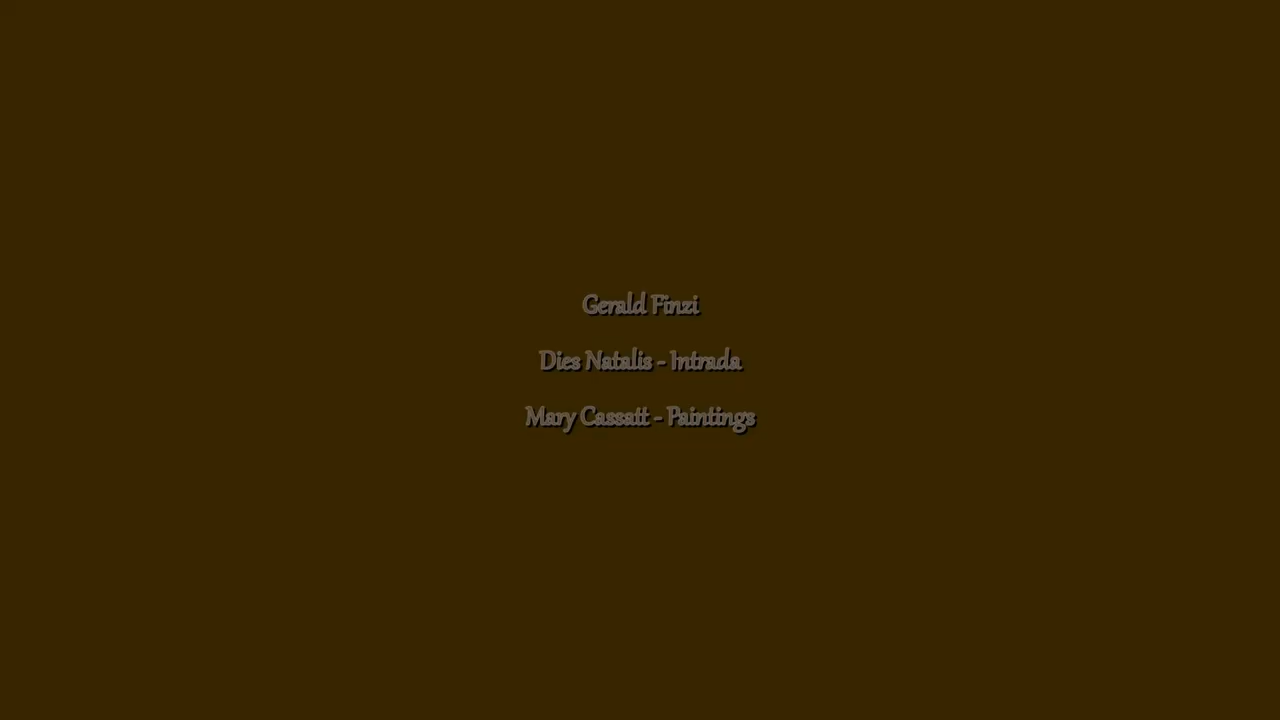 Gerald Finzi
Dies Natalis - Intrada
Mary Cassatt - Paintings